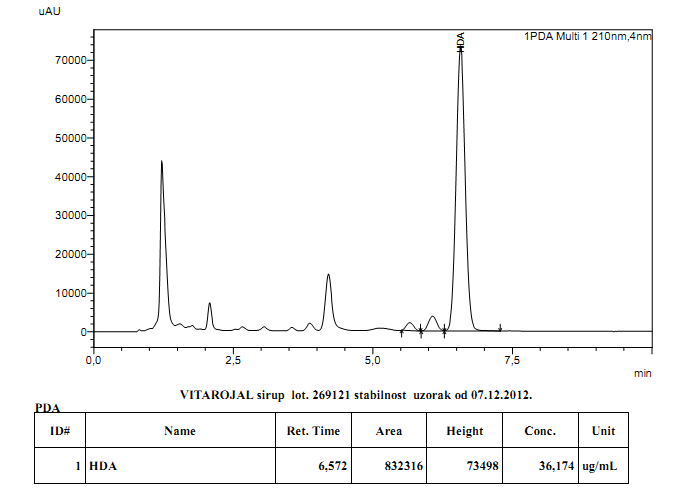 uAU
HDA
1PDA Multi 1 210nm,4nm
70000
60000
50000
40000
30000
20000
10000
0
0,0 2,5 5,0 7,5
min
VITAROJAL sirup lot. 269121 stabilnost uzorak od 07.12.2012.
PDA
ID# Name Ret. Time Area Height Conc. Unit
1 HDA 6,572 832316 73498 36,174 ug/mL